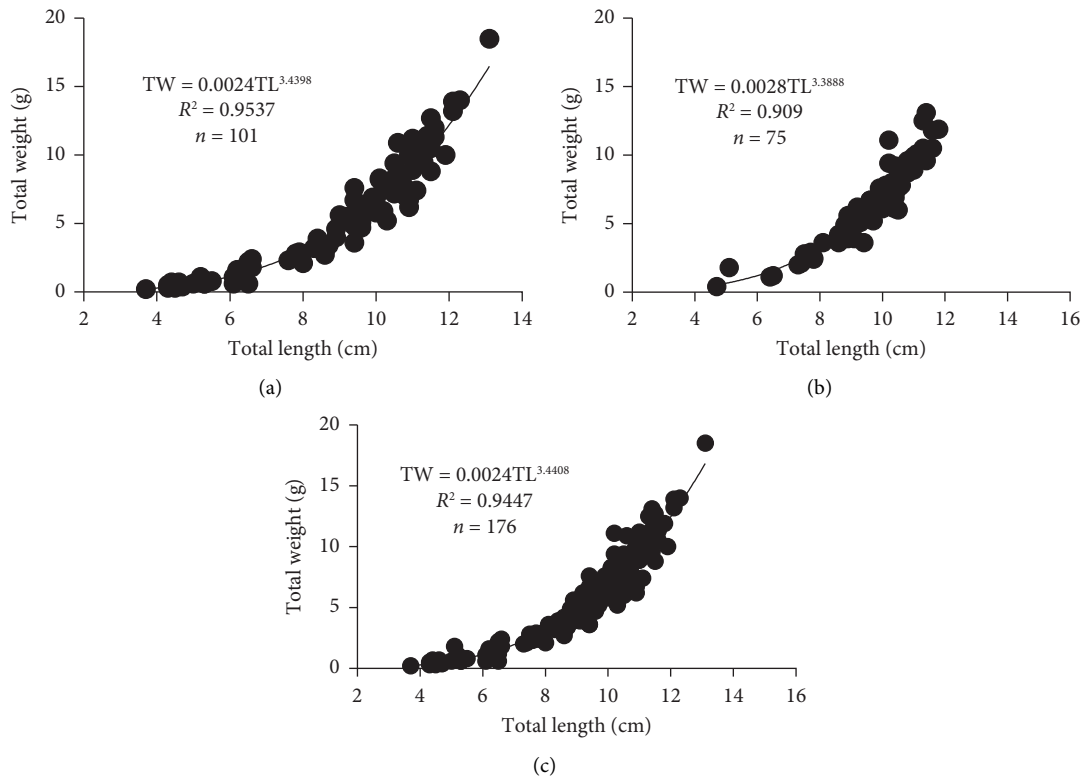 20
15
10
5
0
Total weight (g)
TW = 0.0024TL^3.4398
R² = 0.9537
n = 101
2 4 6 8 10 12 14
Total length (cm)
(a)
20
15
10
5
0
Total weight (g)
TW = 0.0028TL^3.3888
R² = 0.909
n = 75
2 4 6 8 10 12 14 16
Total length (cm)
(b)
20
15
10
5
0
Total weight (g)
TW = 0.0024TL^3.4408
R² = 0.9447
n = 176
2 4 6 8 10 12 14 16
Total length (cm)
(c)